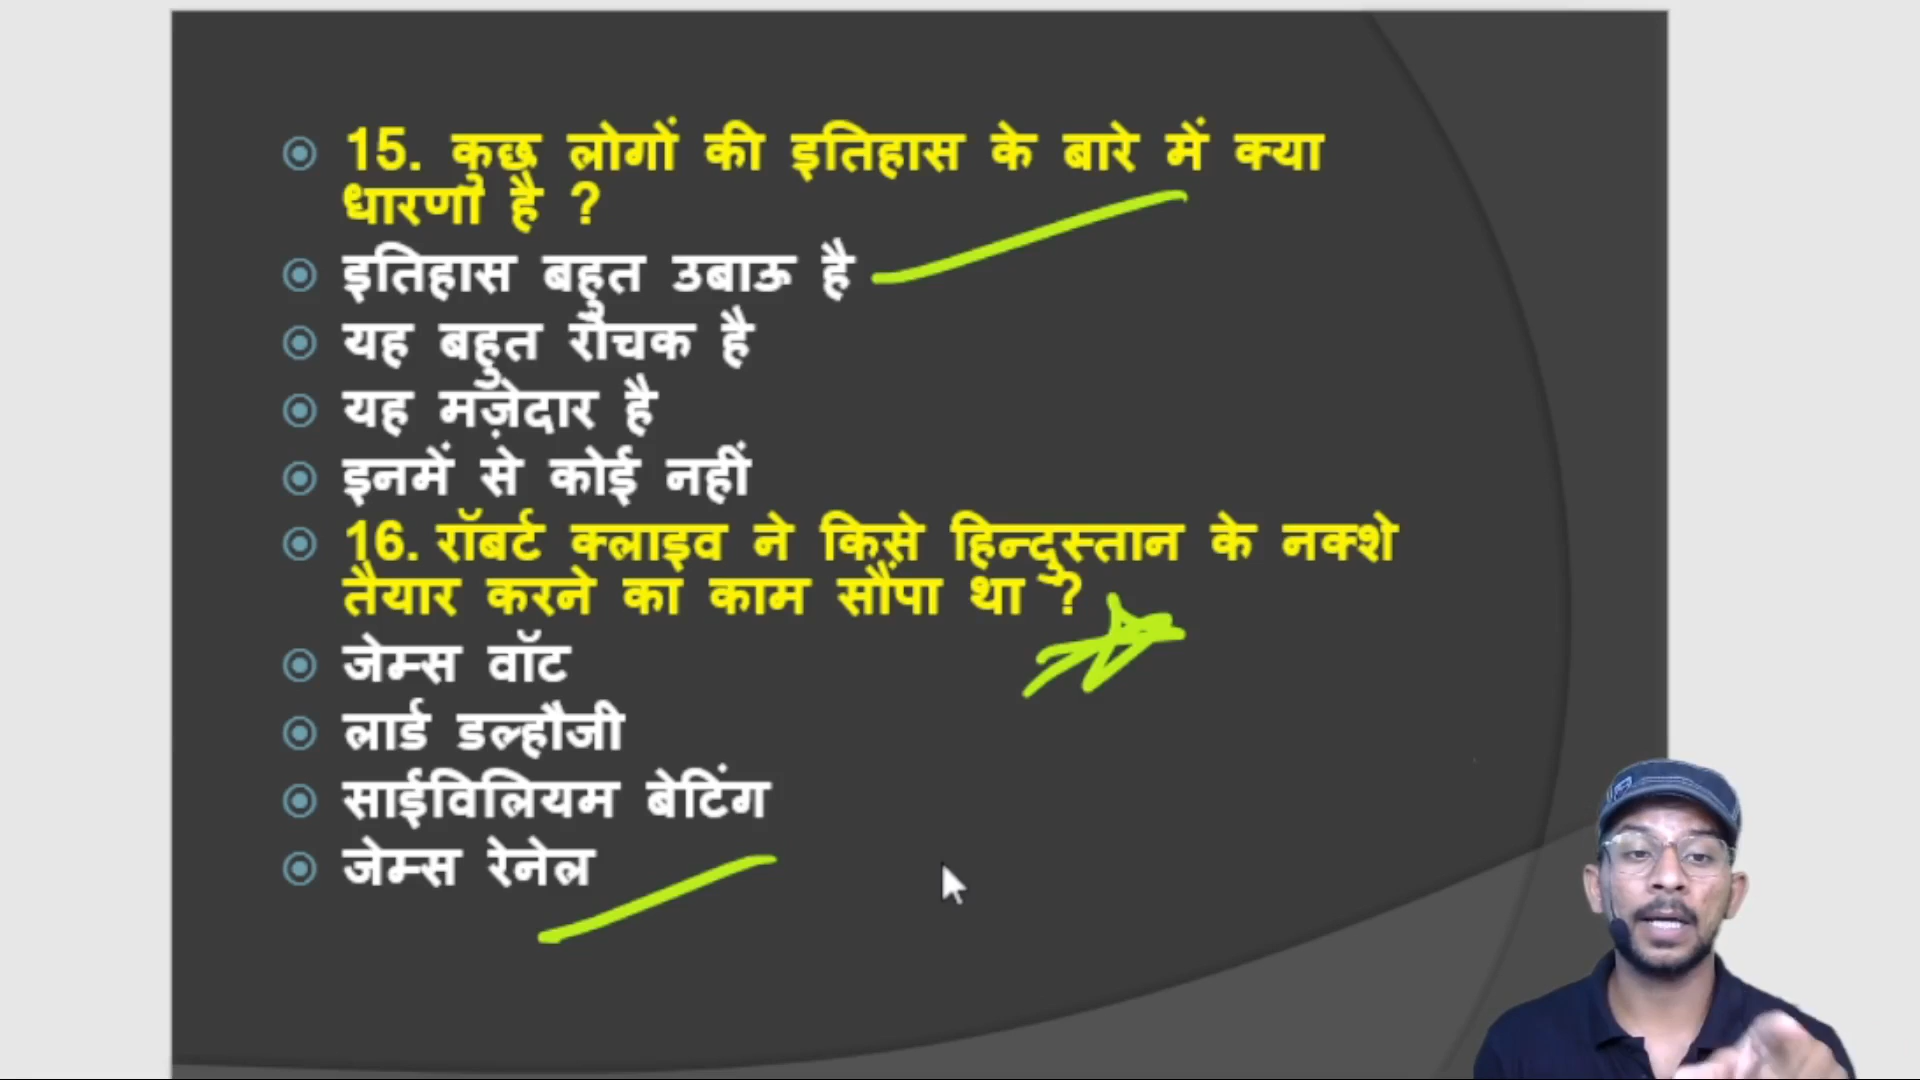 15. कुछ लोगों की इतिहास के बारे में क्या
धारणा है ?
इतिहास बहुत उबाऊ है
यह बहुत रोचक है
यह मज़ेदार है
इनमें से कोई नहीं
16. रॉबर्ट क्लाइव ने किसे हिन्दुस्तान के नक्शे
तैयार करने का काम सौंपा था ?
जेम्स वॉट
लार्ड डल्हौजी
साईविलियम बेटिंग
जेम्स रेनेल